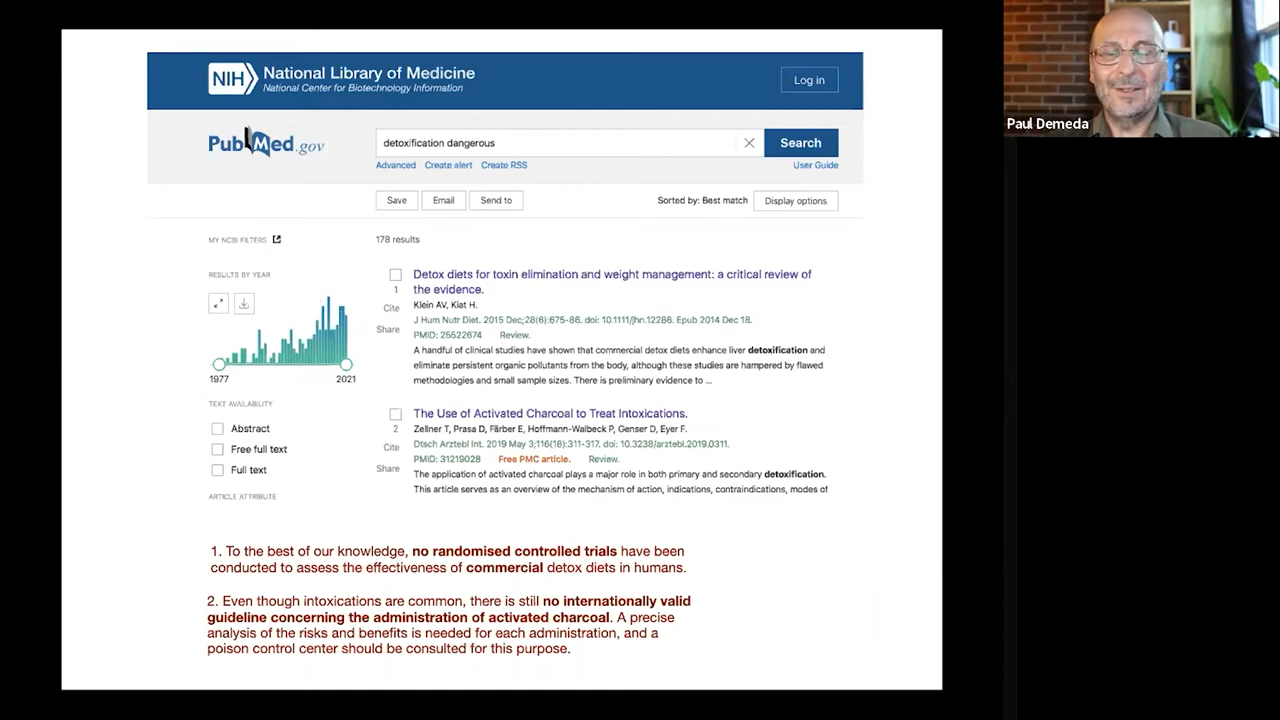 NIH National Library of Medicine
National Center for Biotechnology Information
Log in
PubMed.gov
detoxification dangerous
Search
Advanced Create alert Create RSS
User Guide
Save Email Send to
Sorted by: Best match Display options
MY NCBI FILTERS
178 results
RESULTS BY YEAR
1977 2021
TEXT AVAILABILITY
Abstract
Free full text
Full text
ARTICLE ATTRIBUTE
1
Cite
Share
Detox diets for toxin elimination and weight management: a critical review of
the evidence.
Klein AV, Kiat H.
J Hum Nutr Diet. 2015 Dec;28(6):675-86. doi: 10.1111/jhn.12286. Epub 2014 Dec 18.
PMID: 25522674 Review.
A handful of clinical studies have shown that commercial detox diets enhance liver detoxification and
eliminate persistent organic pollutants from the body, although these studies are hampered by flawed
methodologies and small sample sizes. There is preliminary evidence to ...
2
Cite
Share
The Use of Activated Charcoal to Treat Intoxications.
Zellner T, Prasa D, Färber E, Hoffmann-Walbeck P, Genser D, Eyer F.
Dtsch Arztebl Int. 2019 May 3;116(18):311-317. doi: 10.3238/arztebl.2019.0311.
PMID: 31219028 Free PMC article. Review.
The application of activated charcoal plays a major role in both primary and secondary detoxification.
This article serves as an overview of the mechanism of action, indications, contraindications, modes of
1. To the best of our knowledge, no randomised controlled trials have been
conducted to assess the effectiveness of commercial detox diets in humans.
2. Even though intoxications are common, there is still no internationally valid
guideline concerning the administration of activated charcoal. A precise
analysis of the risks and benefits is needed for each administration, and a
poison control center should be consulted for this purpose.
Paul Demeda